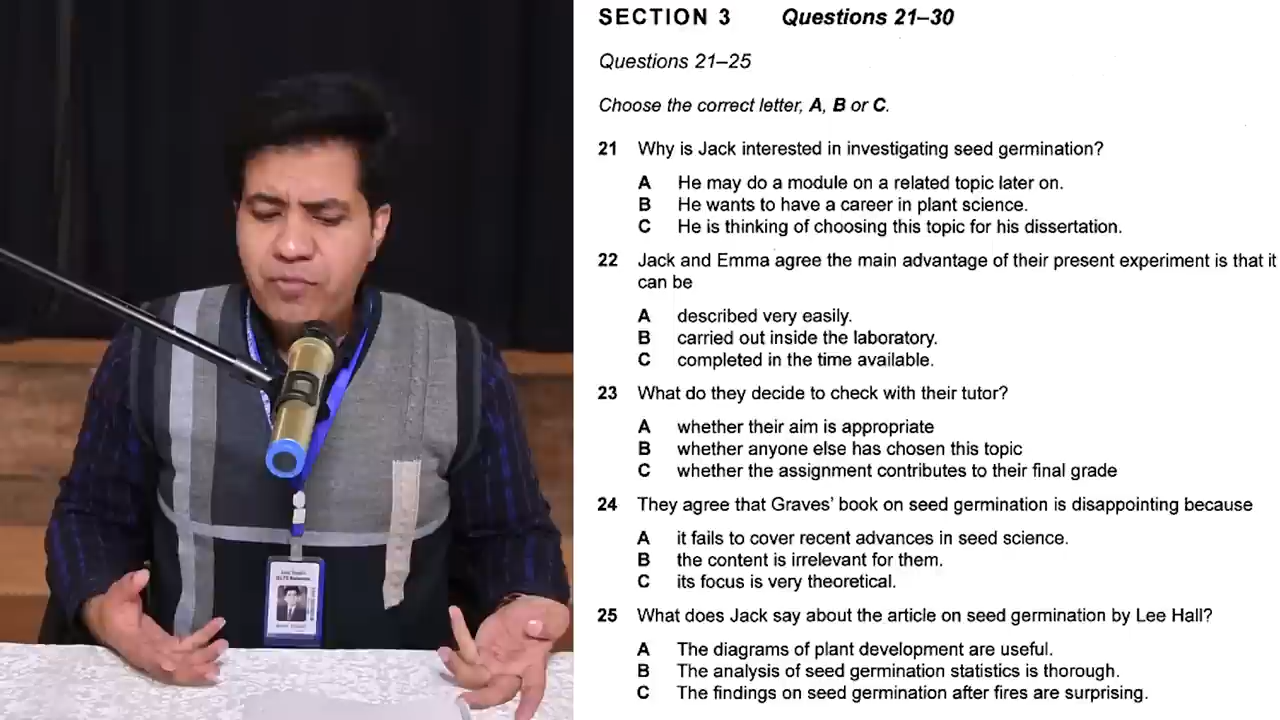 SECTION 3 Questions 21–30
Questions 21–25
Choose the correct letter, A, B or C.
21 Why is Jack interested in investigating seed germination?
A He may do a module on a related topic later on.
B He wants to have a career in plant science.
C He is thinking of choosing this topic for his dissertation.
22 Jack and Emma agree the main advantage of their present experiment is that it
can be
A described very easily.
B carried out inside the laboratory.
C completed in the time available.
23 What do they decide to check with their tutor?
A whether their aim is appropriate
B whether anyone else has chosen this topic
C whether the assignment contributes to their final grade
24 They agree that Graves' book on seed germination is disappointing because
A it fails to cover recent advances in seed science.
B the content is irrelevant for them.
C its focus is very theoretical.
25 What does Jack say about the article on seed germination by Lee Hall?
A The diagrams of plant development are useful.
B The analysis of seed germination statistics is thorough.
C The findings on seed germination after fires are surprising.